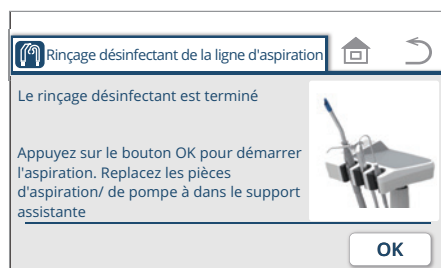 Rinçage désinfectant de la ligne d'aspiration
Le rinçage désinfectant est terminé
Appuyez sur le bouton OK pour démarrer
l'aspiration. Replacez les pièces
d'aspiration/ de pompe à dans le support
assistante
OK